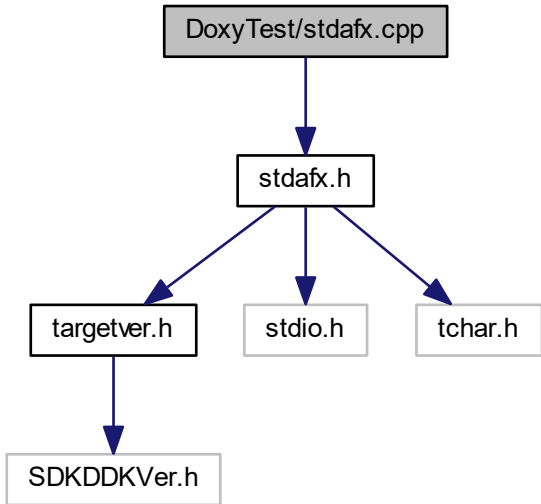 DoxyTest/stdafx.cpp
stdafx.h
targetver.h
stdio.h
tchar.h
SDKDDKVer.h